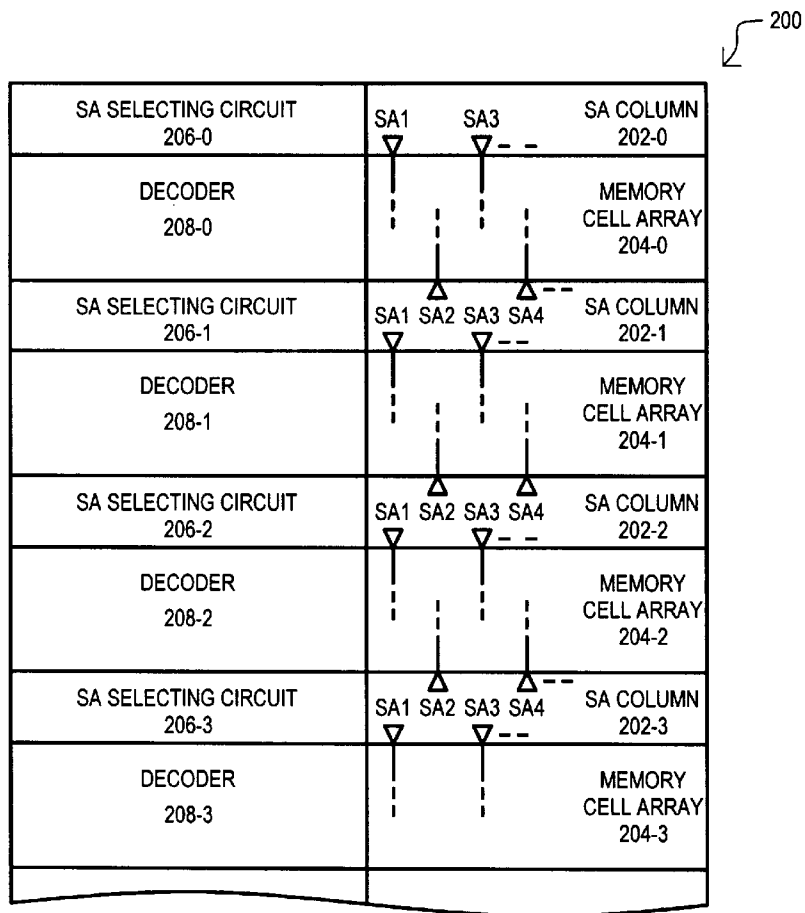 200
SA SELECTING CIRCUIT
206-0
SA1 SA3
SA COLUMN
202-0
DECODER
208-0
MEMORY
CELL ARRAY
204-0
SA SELECTING CIRCUIT
206-1
SA1 SA2 SA3 SA4
SA COLUMN
202-1
DECODER
208-1
MEMORY
CELL ARRAY
204-1
SA SELECTING CIRCUIT
206-2
SA1 SA2 SA3 SA4
SA COLUMN
202-2
DECODER
208-2
MEMORY
CELL ARRAY
204-2
SA SELECTING CIRCUIT
206-3
SA1 SA2 SA3 SA4
SA COLUMN
202-3
DECODER
208-3
MEMORY
CELL ARRAY
204-3